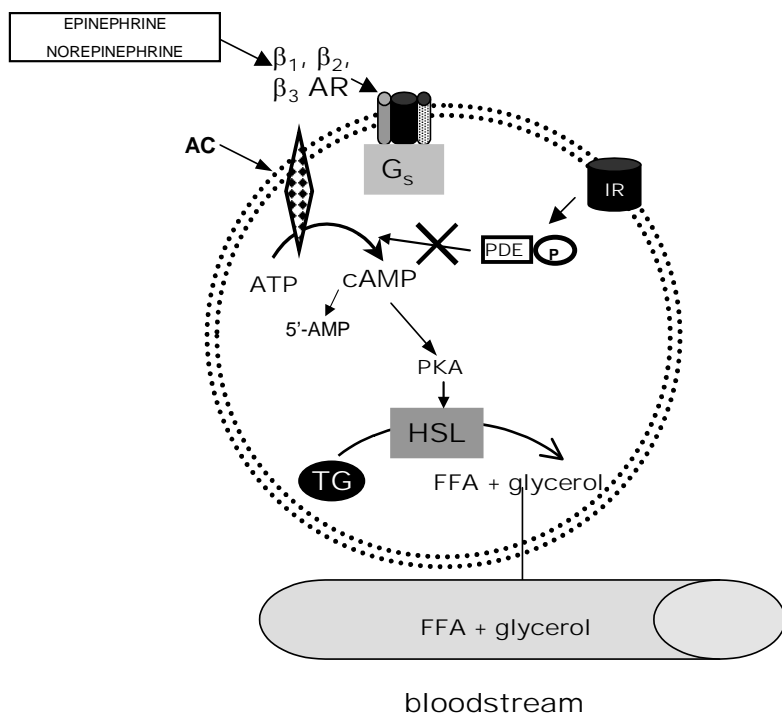 EPINEPHRINE
NOREPINEPHRINE
β₁, β₂,
β₃ AR
AC
Gₛ
IR
PDE
P
ATP
cAMP
5'-AMP
PKA
HSL
TG
FFA + glycerol
FFA + glycerol
bloodstream